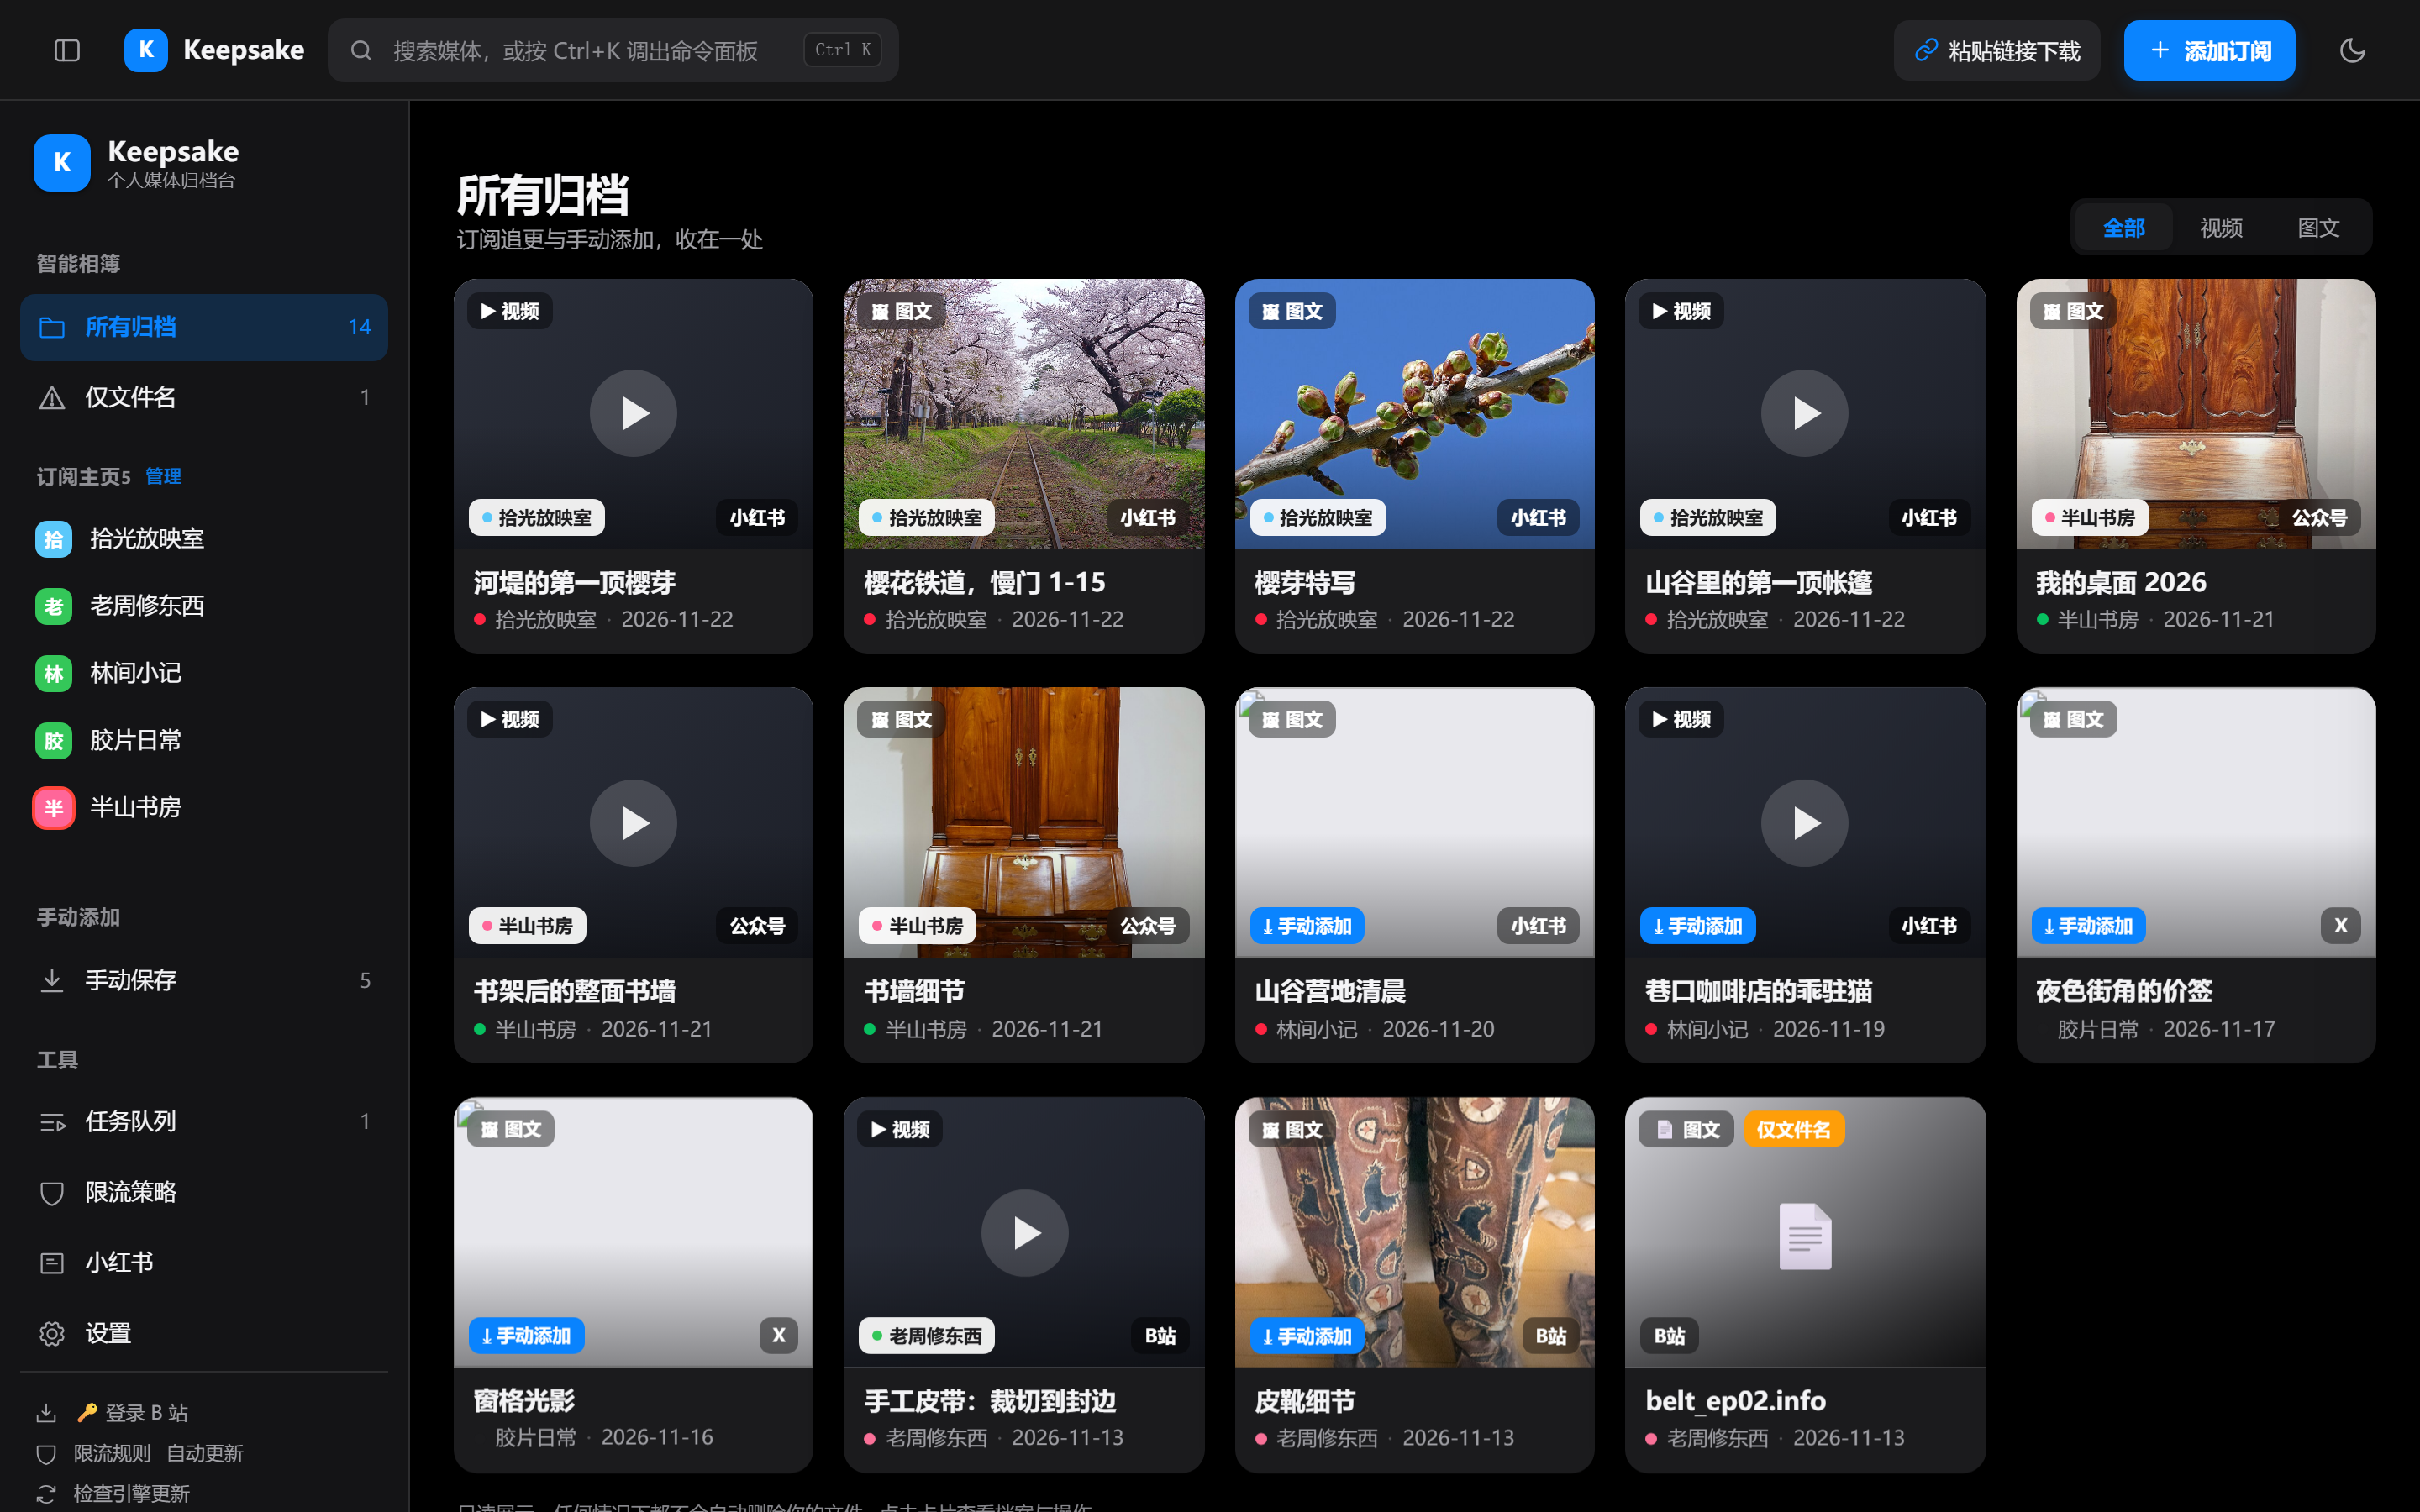 K Keepsake
搜索媒体，或按 Ctrl+K 调出命令面板
Ctrl K
粘贴链接下载
添加订阅
K
Keepsake
个人媒体归档台
智能相簿
所有归档 14
仅文件名 1
订阅主页5 管理
拾 拾光放映室
老 老周修东西
林 林间小记
胶 胶片日常
半 半山书房
手动添加
手动保存 5
工具
任务队列 1
限流策略
小红书
设置
登录 B 站
限流规则 自动更新
检查引擎更新
所有归档
订阅追更与手动添加，收在一处
全部 视频 图文
视频
拾光放映室 小红书
河堤的第一顶樱芽
拾光放映室 · 2026-11-22
图文
拾光放映室 小红书
樱花铁道，慢门 1-15
拾光放映室 · 2026-11-22
图文
拾光放映室 小红书
樱芽特写
拾光放映室 · 2026-11-22
视频
拾光放映室 小红书
山谷里的第一顶帐篷
拾光放映室 · 2026-11-22
图文
半山书房 公众号
我的桌面 2026
半山书房 · 2026-11-21
视频
半山书房 公众号
书架后的整面书墙
半山书房 · 2026-11-21
图文
半山书房 公众号
书墙细节
半山书房 · 2026-11-21
图文
手动添加 小红书
山谷营地清晨
林间小记 · 2026-11-20
视频
手动添加 小红书
巷口咖啡店的乖驻猫
林间小记 · 2026-11-19
图文
手动添加 X
夜色街角的价签
胶片日常 · 2026-11-17
图文
手动添加 X
窗格光影
胶片日常 · 2026-11-16
视频
老周修东西 B站
手工皮带：裁切到封边
老周修东西 · 2026-11-13
图文
手动添加 B站
皮靴细节
老周修东西 · 2026-11-13
图文 仅文件名
B站
belt_ep02.info
老周修东西 · 2026-11-13